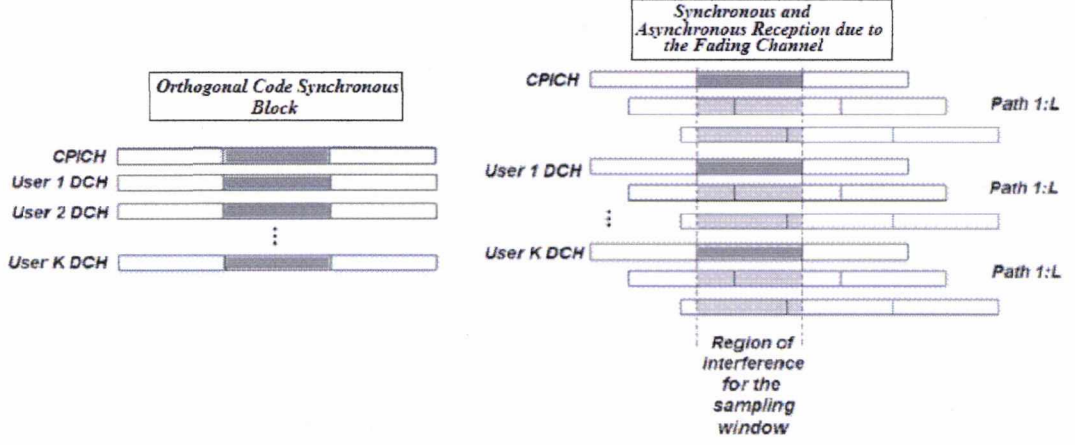 Orthogonal Code Synchronous
Block
CPICH
User 1 DCH
User 2 DCH
User K DCH
Synchronous and
Asynchronous Reception due to
the Fading Channel
CPICH
Path 1:L
User 1 DCH
Path 1:L
User K DCH
Path 1:L
Region of
interference
for the
sampling
window